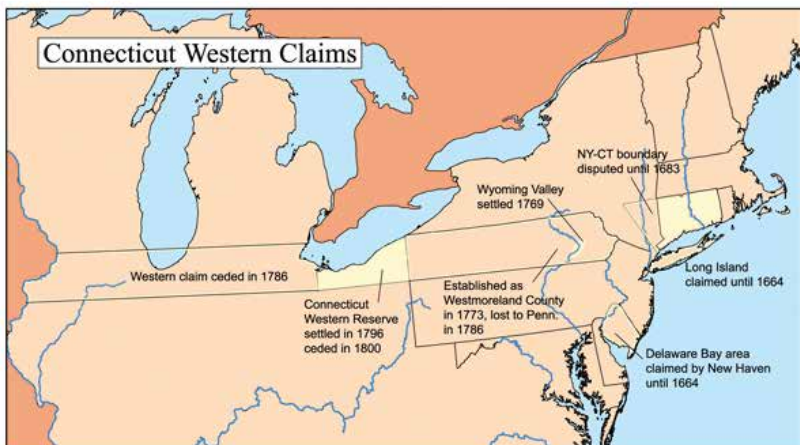 Connecticut Western Claims
NY-CT boundary
disputed until 1683
Wyoming Valley
settled 1769
Western claim ceded in 1786
Connecticut
Western Reserve
settled in 1796
ceded in 1800
Established as
Westmoreland County
in 1773, lost to Penn.
in 1786
Long Island
claimed until 1664
Delaware Bay area
claimed by New Haven
until 1664